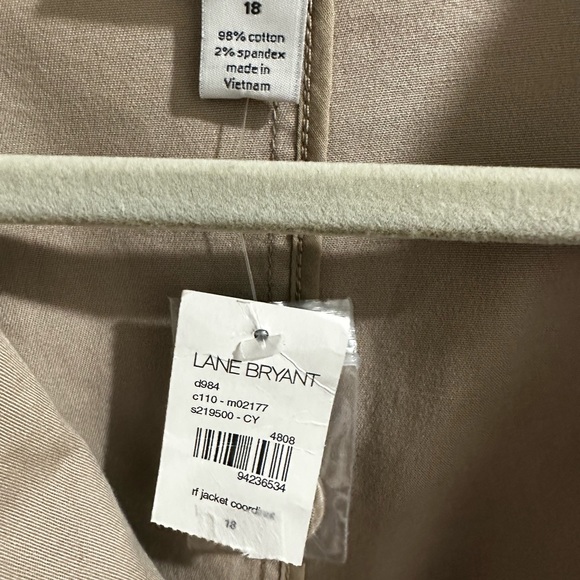 18
98% cotton
2% spandex
made in
Vietnam
LANE BRYANT
d984
c110 - m02177
s219500 - CY
4808
94236534
rf jacket
18